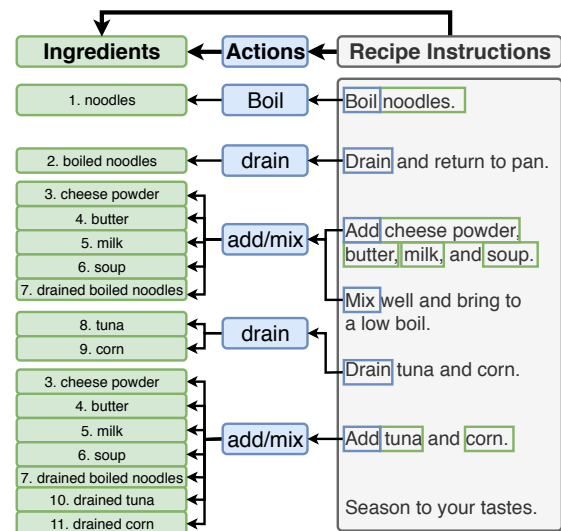 Ingredients
Actions
Recipe Instructions
1. noodles
Boil
Boil noodles.
2. boiled noodles
drain
Drain and return to pan.
3. cheese powder
4. butter
5. milk
6. soup
7. drained boiled noodles
add/mix
Add cheese powder,
butter, milk, and soup.
Mix well and bring to
a low boil.
8. tuna
9. corn
drain
Drain tuna and corn.
3. cheese powder
4. butter
5. milk
6. soup
7. drained boiled noodles
10. drained tuna
11. drained corn
add/mix
Add tuna and corn.
Season to your tastes.